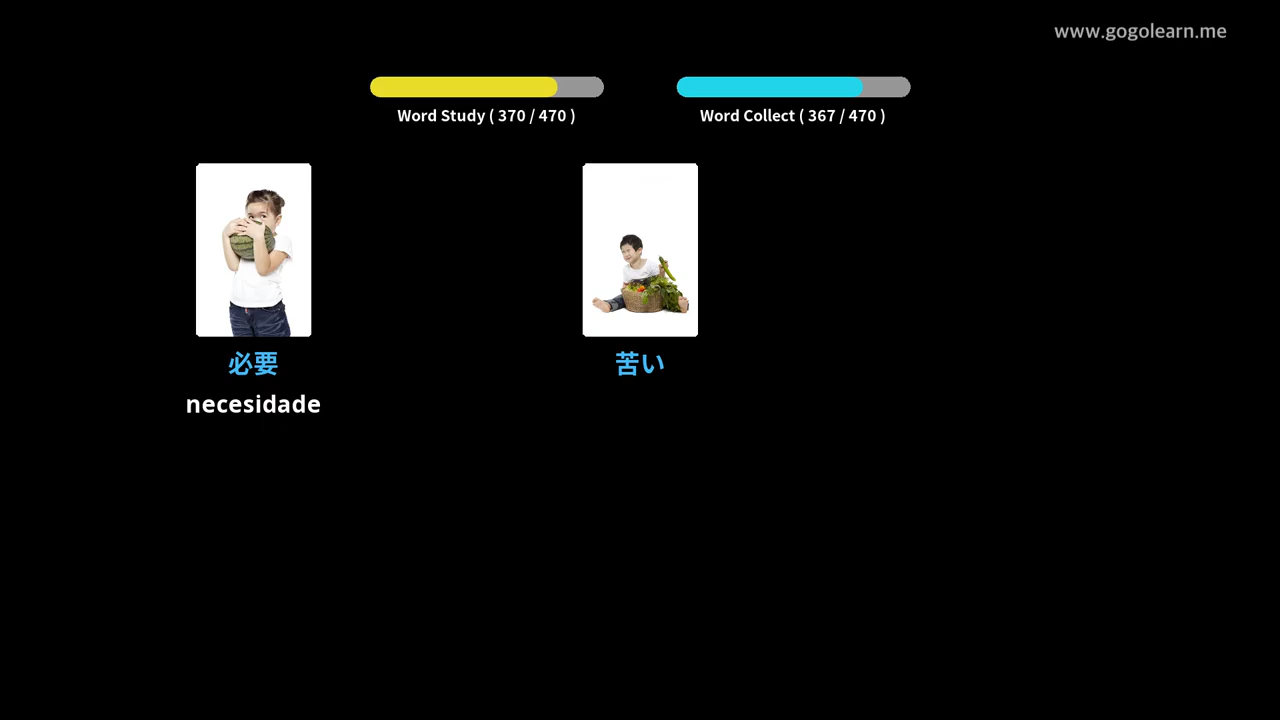 www.gogolearn.me
Word Study ( 370 / 470 )
Word Collect ( 367 / 470 )
必要
苦い
necesidade